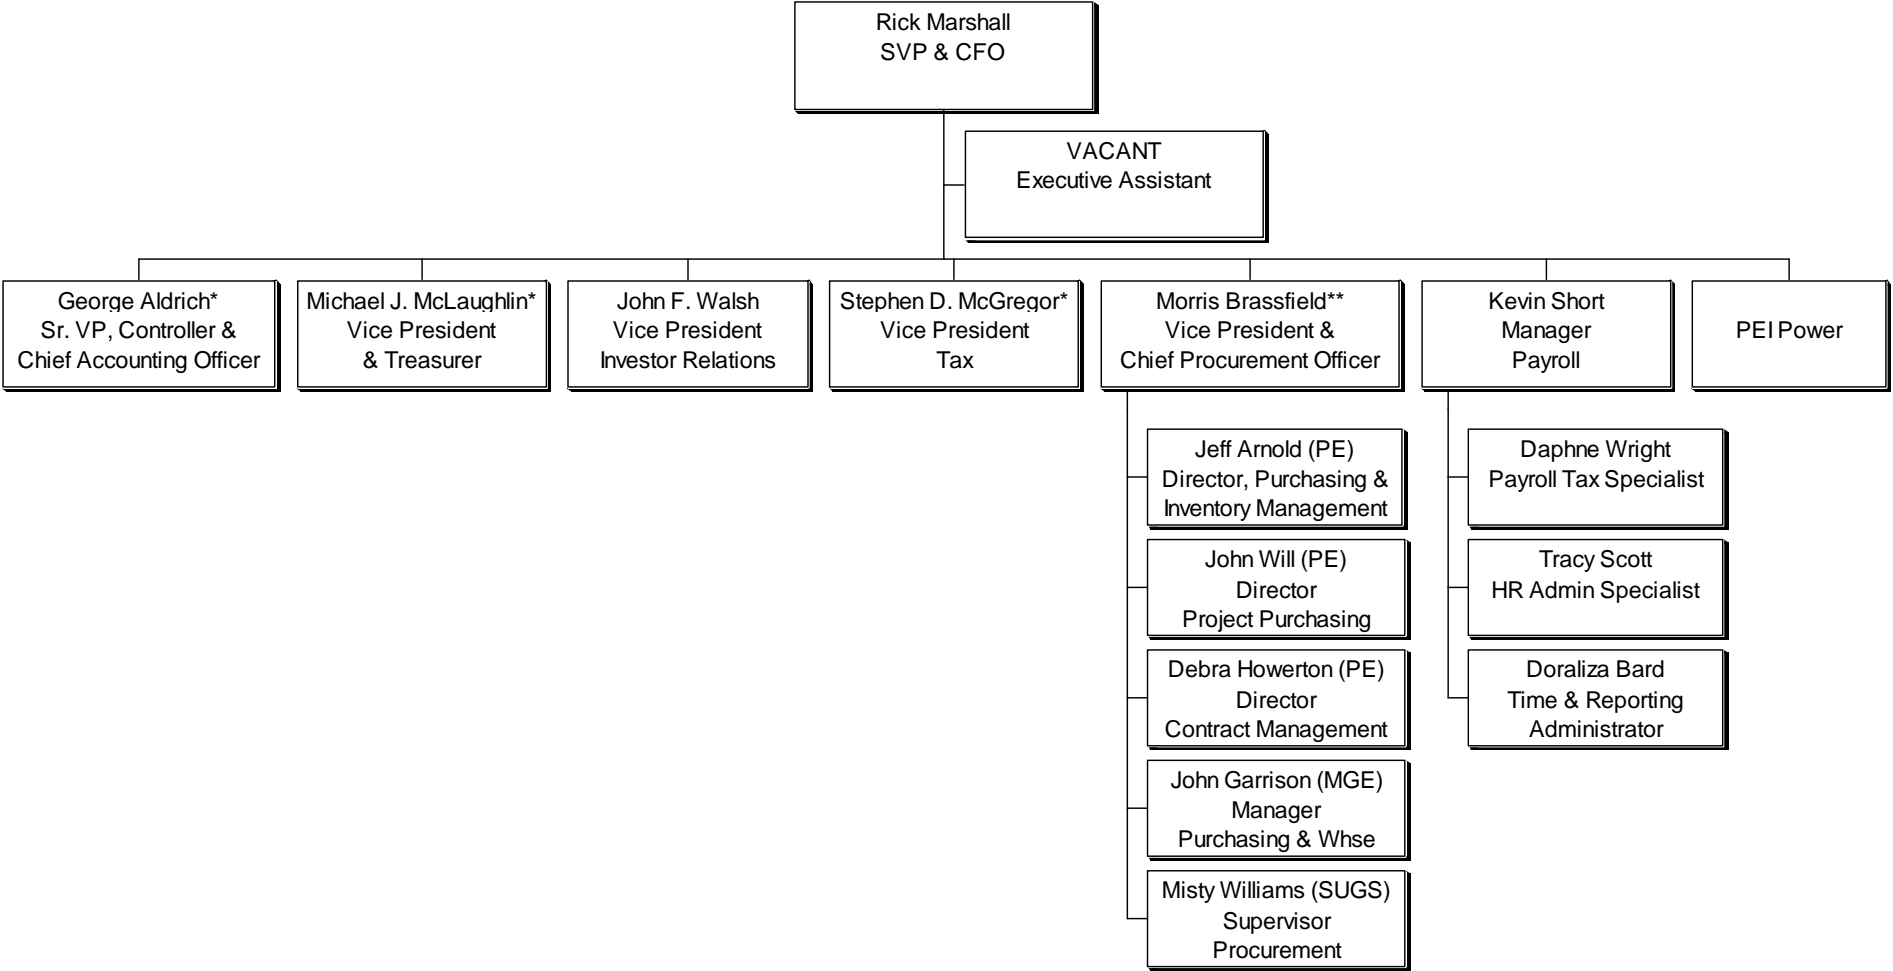 Rick Marshall
SVP & CFO
VACANT
Executive Assistant
George Aldrich*
Sr. VP, Controller &
Chief Accounting Officer
Michael J. McLaughlin*
Vice President
& Treasurer
John F. Walsh
Vice President
Investor Relations
Stephen D. McGregor*
Vice President
Tax
Morris Brassfield**
Vice President &
Chief Procurement Officer
Kevin Short
Manager
Payroll
PEI Power
Jeff Arnold (PE)
Director, Purchasing &
Inventory Management
John Will (PE)
Director
Project Purchasing
Debra Howerton (PE)
Director
Contract Management
John Garrison (MGE)
Manager
Purchasing & Whse
Misty Williams (SUGS)
Supervisor
Procurement
Daphne Wright
Payroll Tax Specialist
Tracy Scott
HR Admin Specialist
Doraliza Bard
Time & Reporting
Administrator